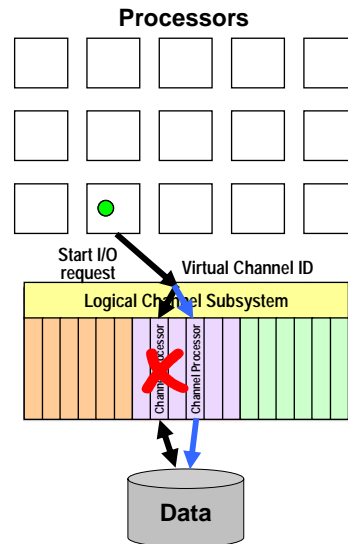 Processors
Start I/O
request
Virtual Channel ID
Logical Channel Subsystem
Channel Processor
Channel Processor
Data